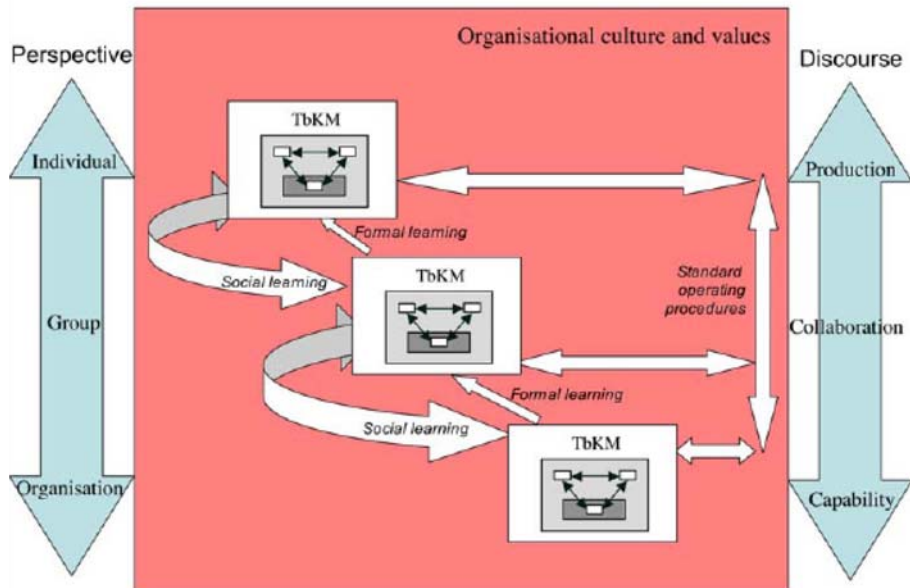 Organisational culture and values
Perspective
Discourse
TbKM
Individual
Production
Formal learning
Social learning
TbKM
Standard
operating
procedures
Group
Collaboration
Formal learning
Social learning
TbKM
Organisation
Capability